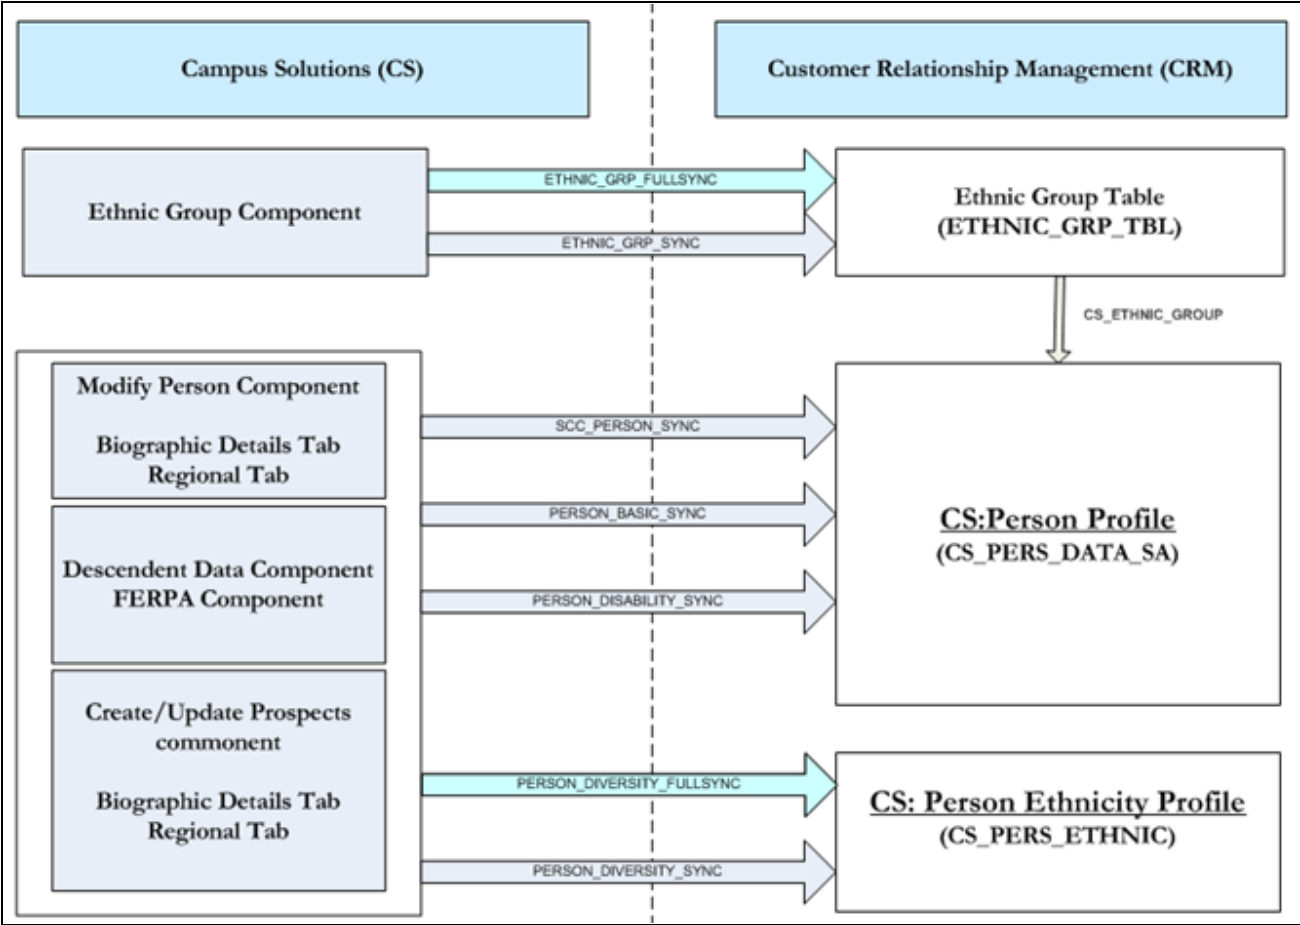 Campus Solutions (CS)
Customer Relationship Management (CRM)
Ethnic Group Component
ETHNIC_GRP_FULLSYNC
ETHNIC_GRP_SYNC
Ethnic Group Table
(ETHNIC_GRP_TBL)
CS_ETHNIC_GROUP
Modify Person Component
Biographic Details Tab
Regional Tab
Descendent Data Component
FERPA Component
Create/Update Prospects
commonent
Biographic Details Tab
Regional Tab
SCC_PERSON_SYNC
PERSON_BASIC_SYNC
PERSON_DISABILITY_SYNC
PERSON_DIVERSITY_FULLSYNC
PERSON_DIVERSITY_SYNC
CS:Person Profile
(CS_PERS_DATA_SA)
CS: Person Ethnicity Profile
(CS_PERS_ETHNIC)